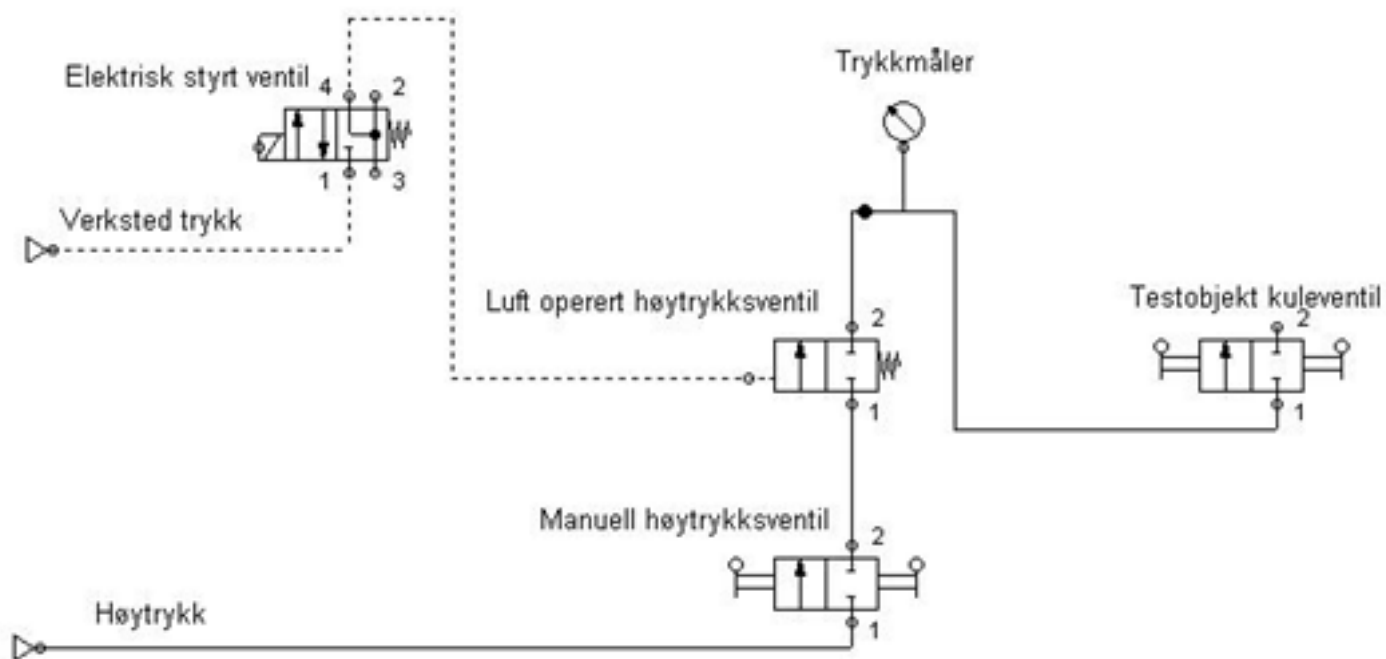 Trykkmåler
Elektrisk styrt ventil
4 2
1 3
Verksted trykk
Luft operert høytrykksventil
2
1
Testobjekt kuleventil
2
1
Manuell høytrykksventil
2
1
Høytrykk